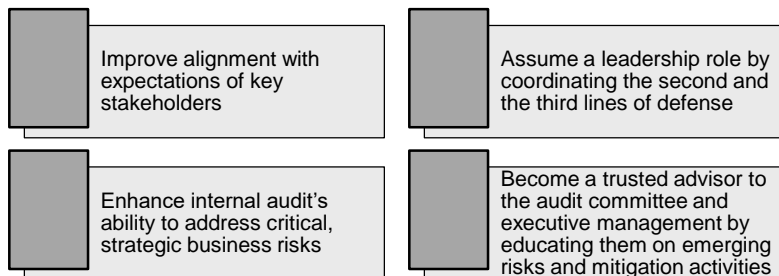 Improve alignment with
expectations of key
stakeholders
Assume a leadership role by
coordinating the second and
the third lines of defense
Enhance internal audit's
ability to address critical,
strategic business risks
Become a trusted advisor to
the audit committee and
executive management by
educating them on emerging
risks and mitigation activities